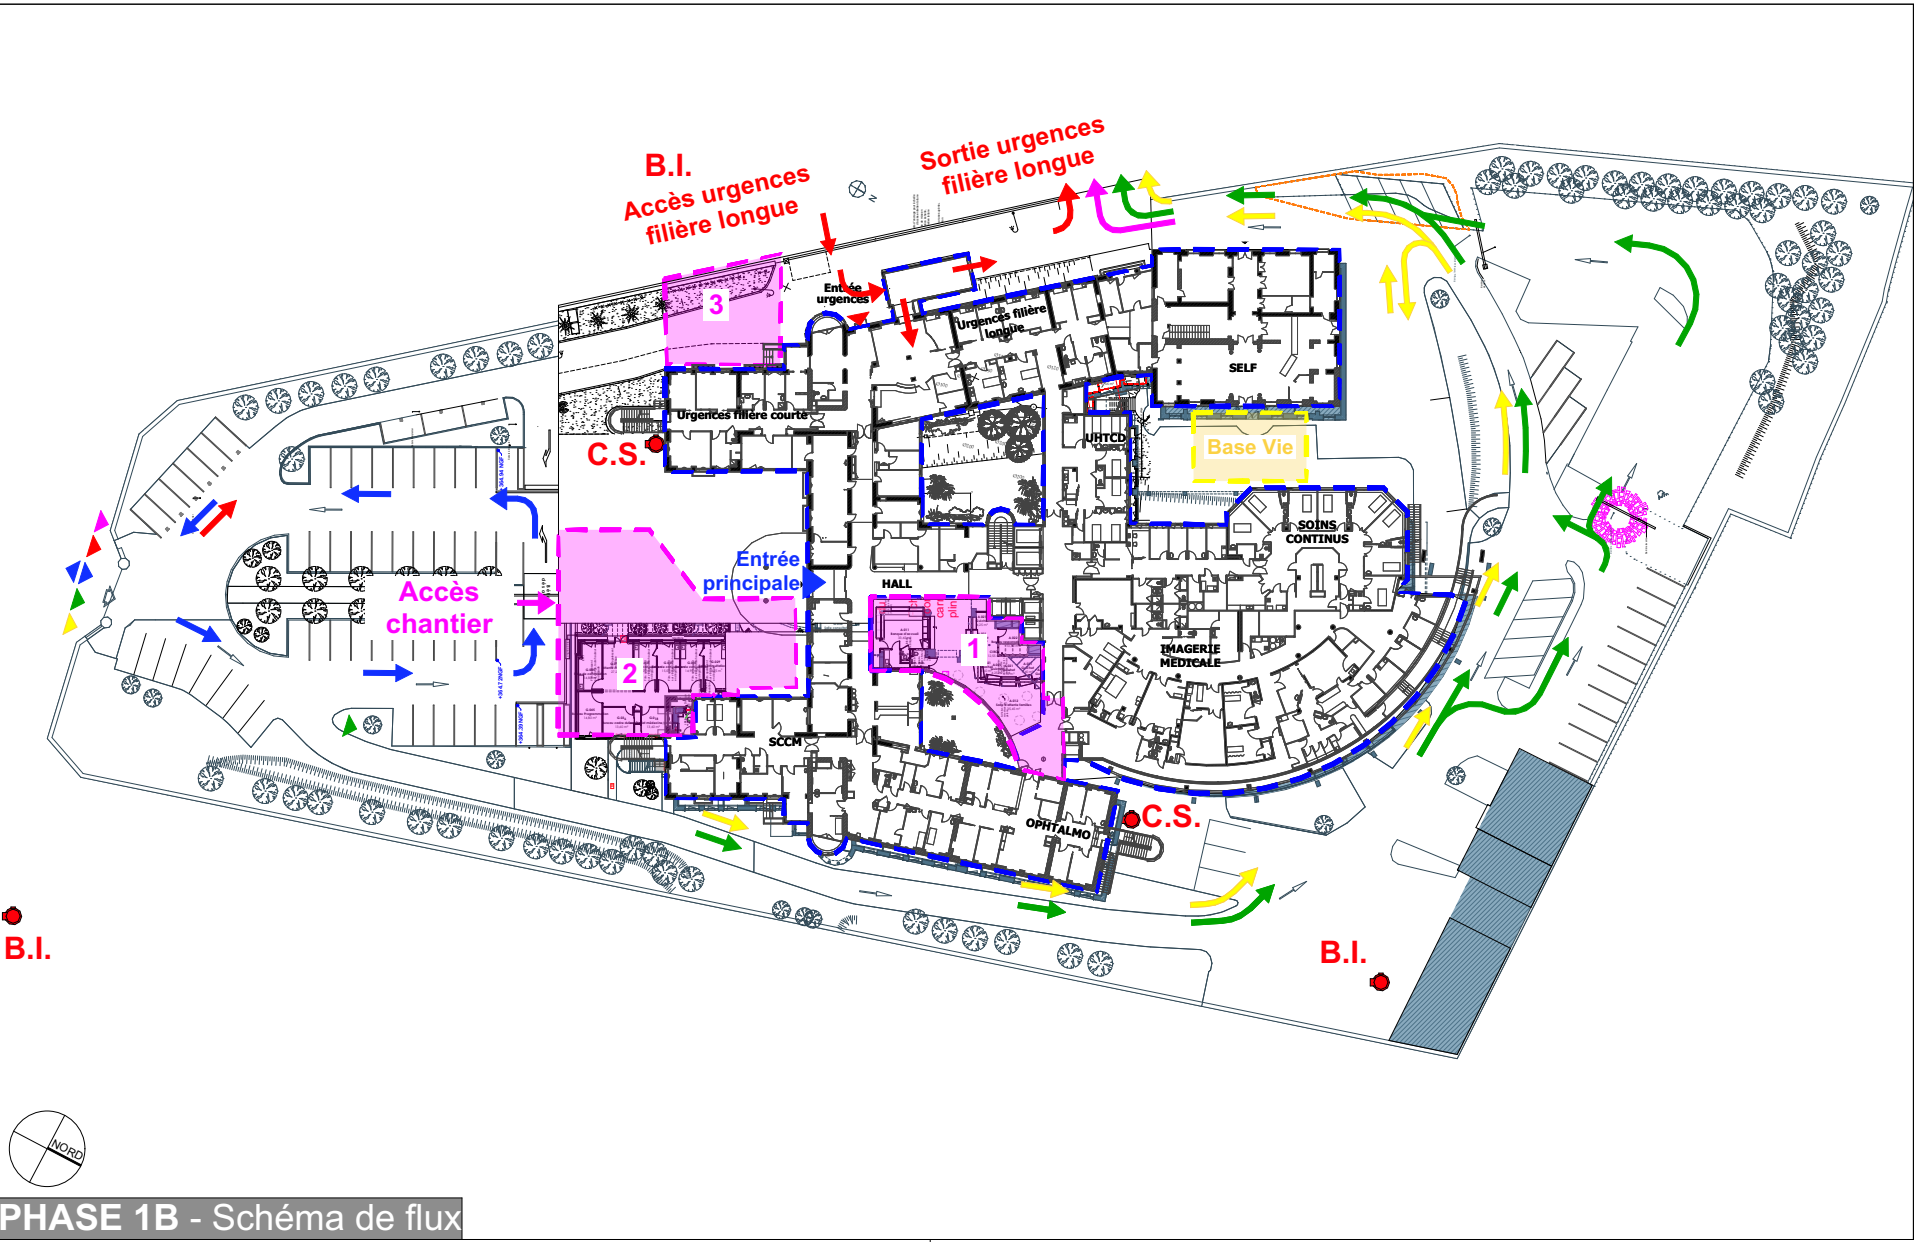 B.I.
Accès urgences
filière longue
Sortie urgences
filière longue
N
3
Entrée
urgences
Urgences filière
longue
SELF
Urgences filière courte
C.S.
UHTCD
Base Vie
SOINS
CONTINUS
Entrée
principale
HALL
Accès
chantier
1
2
IMAGERIE
MEDICALE
SCCM
OPHTALMO
C.S.
B.I.
B.I.
NORD
PHASE 1B - Schéma de flux